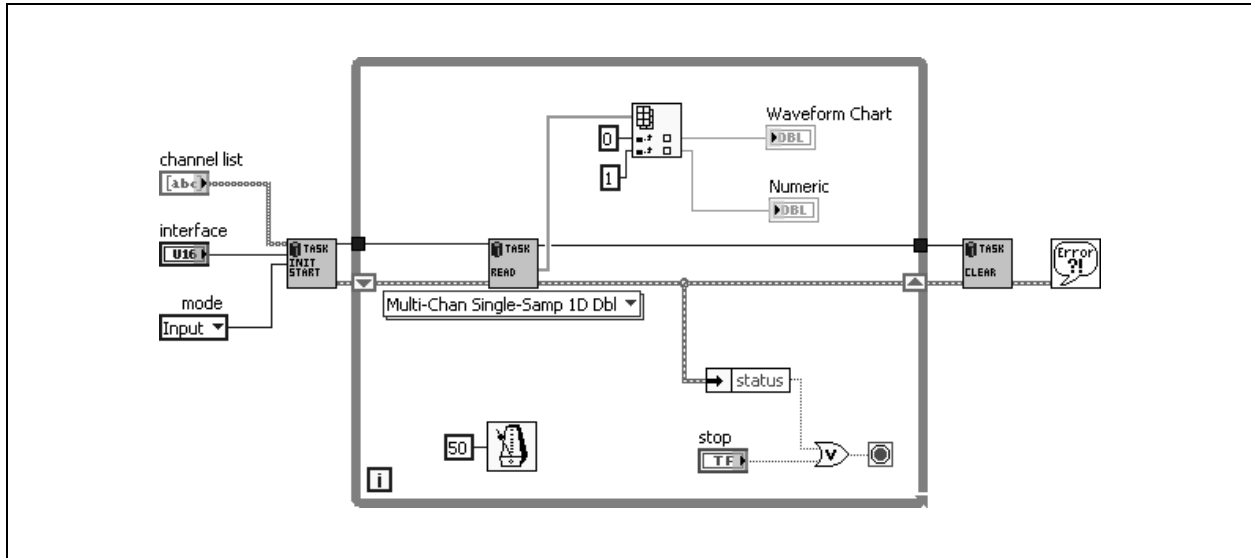 Waveform Chart
0
DBL
channel list
abc
1
Numeric
DBL
interface
U16
TASK
INIT
START
TASK
READ
TASK
CLEAR
Error
?!
mode
Input
Multi-Chan Single-Samp 1D Dbl
status
stop
50
TF
V
i